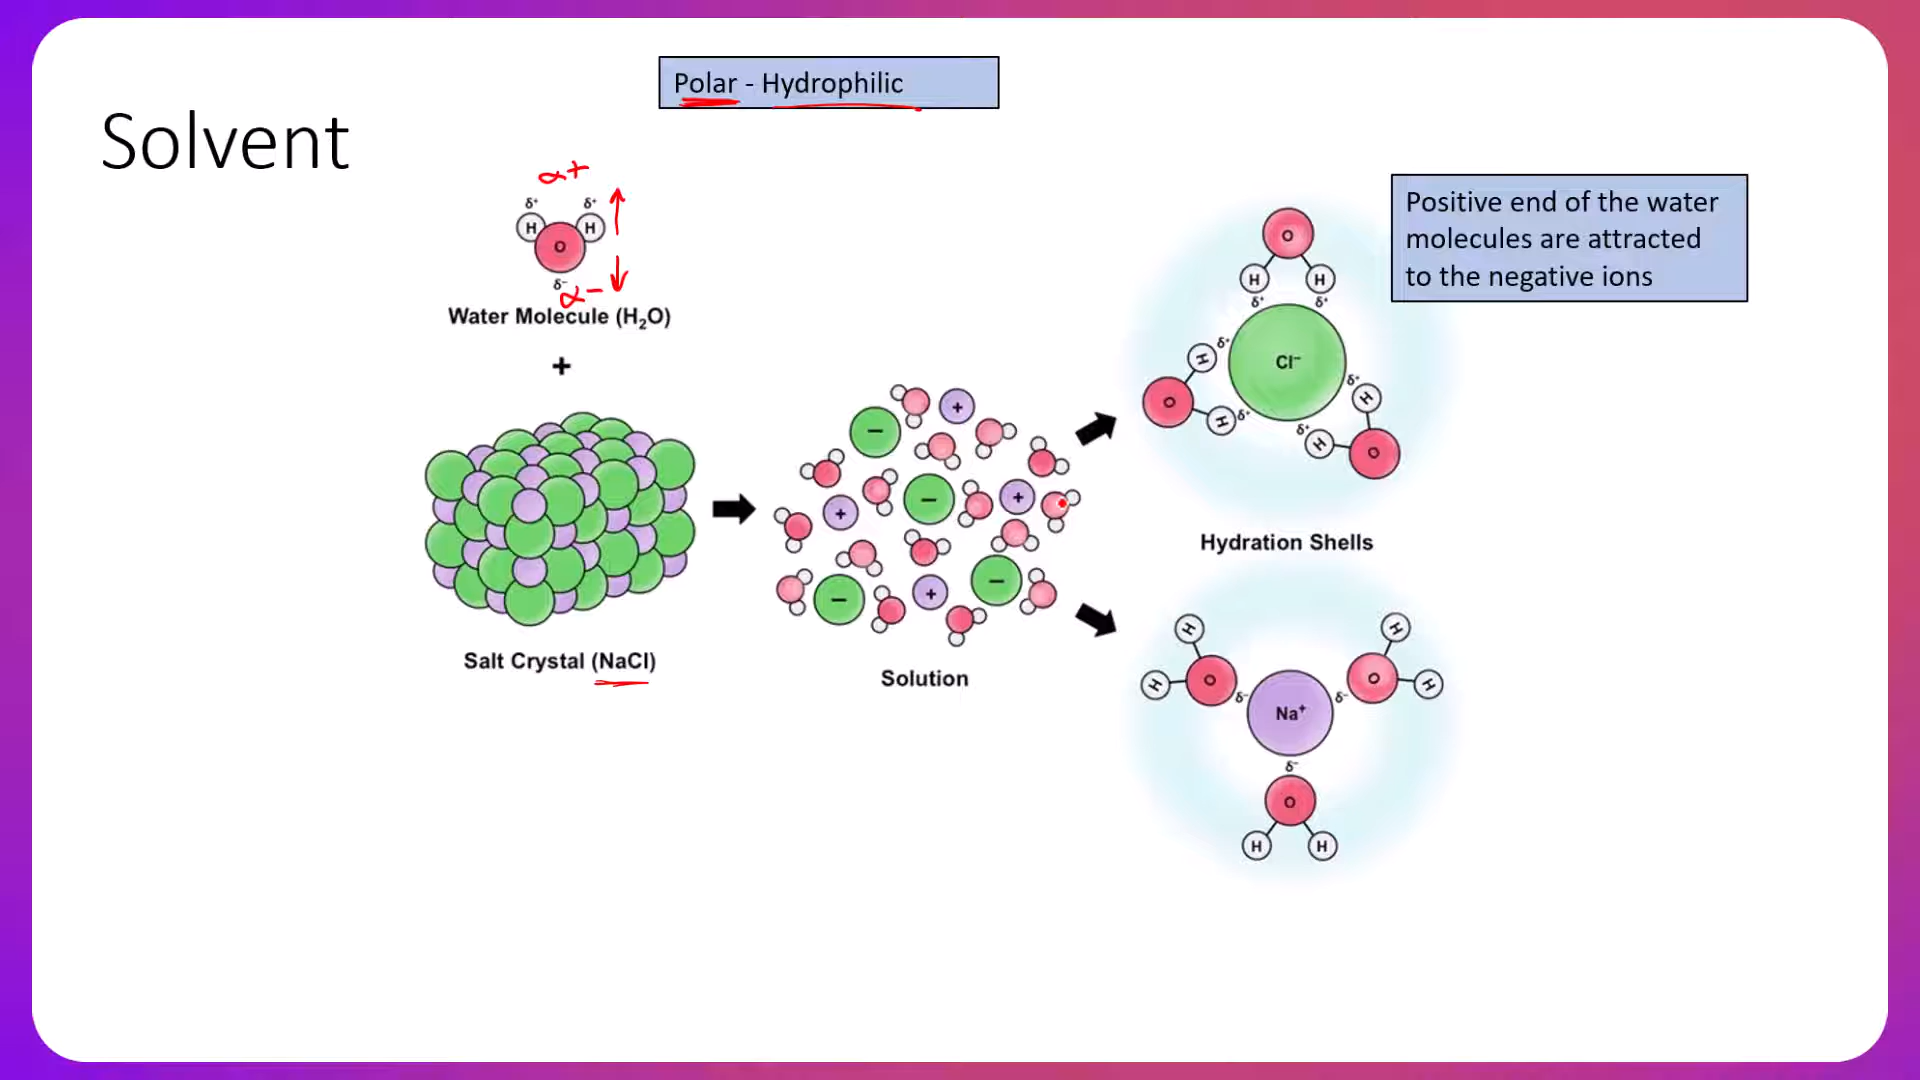 Polar - Hydrophilic
Solvent
α+
δ⁺ δ⁺
H H
O
δ⁻
α-
Water Molecule (H₂O)
+
Salt Crystal (NaCl)
− + + − + − + −
Solution
Positive end of the water
molecules are attracted
to the negative ions
O
H H
δ⁺ δ⁺
Cl⁻
H δ⁺
O
H δ⁺
δ⁺ H
δ⁺ H
O
Hydration Shells
H H
O O
H H
δ⁻ δ⁻
Na⁺
δ⁻
O
H H